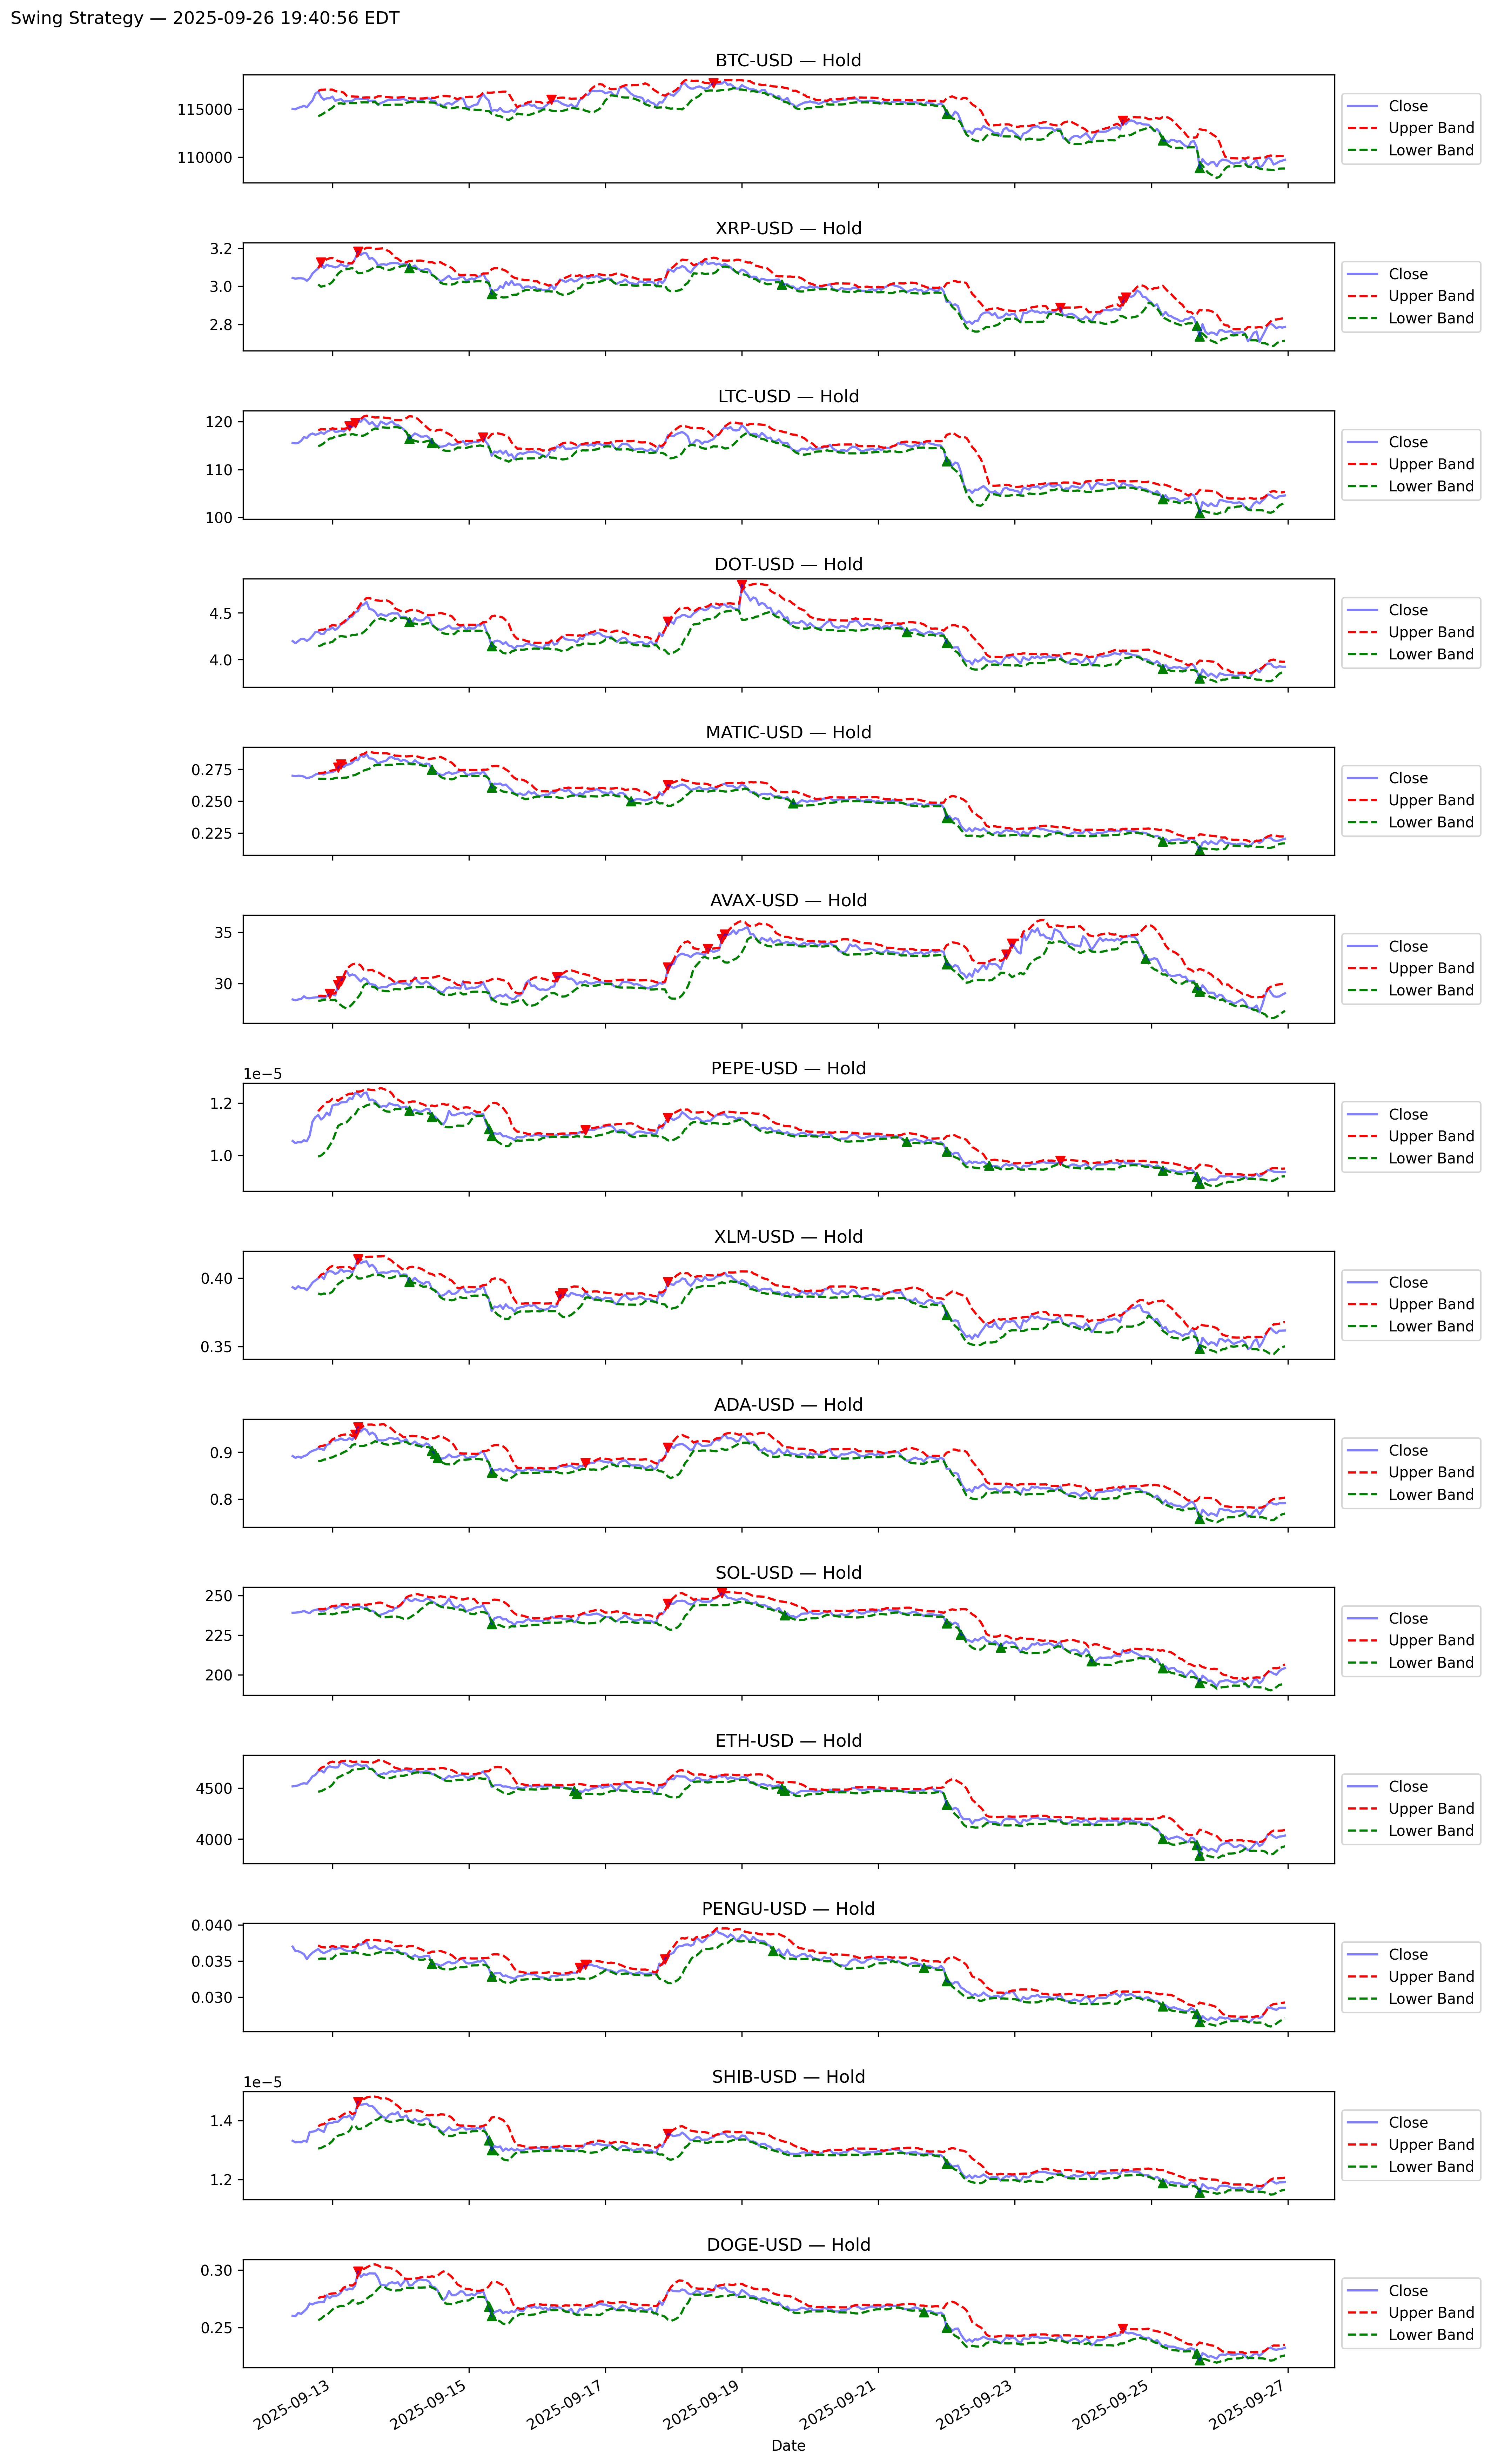 Swing Strategy — 2025-09-26 19:40:56 EDT
BTC-USD — Hold
115000
110000
Close
Upper Band
Lower Band
XRP-USD — Hold
3.2
3.0
2.8
Close
Upper Band
Lower Band
LTC-USD — Hold
120
110
100
Close
Upper Band
Lower Band
DOT-USD — Hold
4.5
4.0
Close
Upper Band
Lower Band
MATIC-USD — Hold
0.275
0.250
0.225
Close
Upper Band
Lower Band
AVAX-USD — Hold
35
30
Close
Upper Band
Lower Band
PEPE-USD — Hold
1e−5
1.2
1.0
Close
Upper Band
Lower Band
XLM-USD — Hold
0.40
0.35
Close
Upper Band
Lower Band
ADA-USD — Hold
0.9
0.8
Close
Upper Band
Lower Band
SOL-USD — Hold
250
225
200
Close
Upper Band
Lower Band
ETH-USD — Hold
4500
4000
Close
Upper Band
Lower Band
PENGU-USD — Hold
0.040
0.035
0.030
Close
Upper Band
Lower Band
SHIB-USD — Hold
1e−5
1.4
1.2
Close
Upper Band
Lower Band
DOGE-USD — Hold
0.30
0.25
Close
Upper Band
Lower Band
2025-09-13
2025-09-15
2025-09-17
2025-09-19
2025-09-21
2025-09-23
2025-09-25
2025-09-27
Date